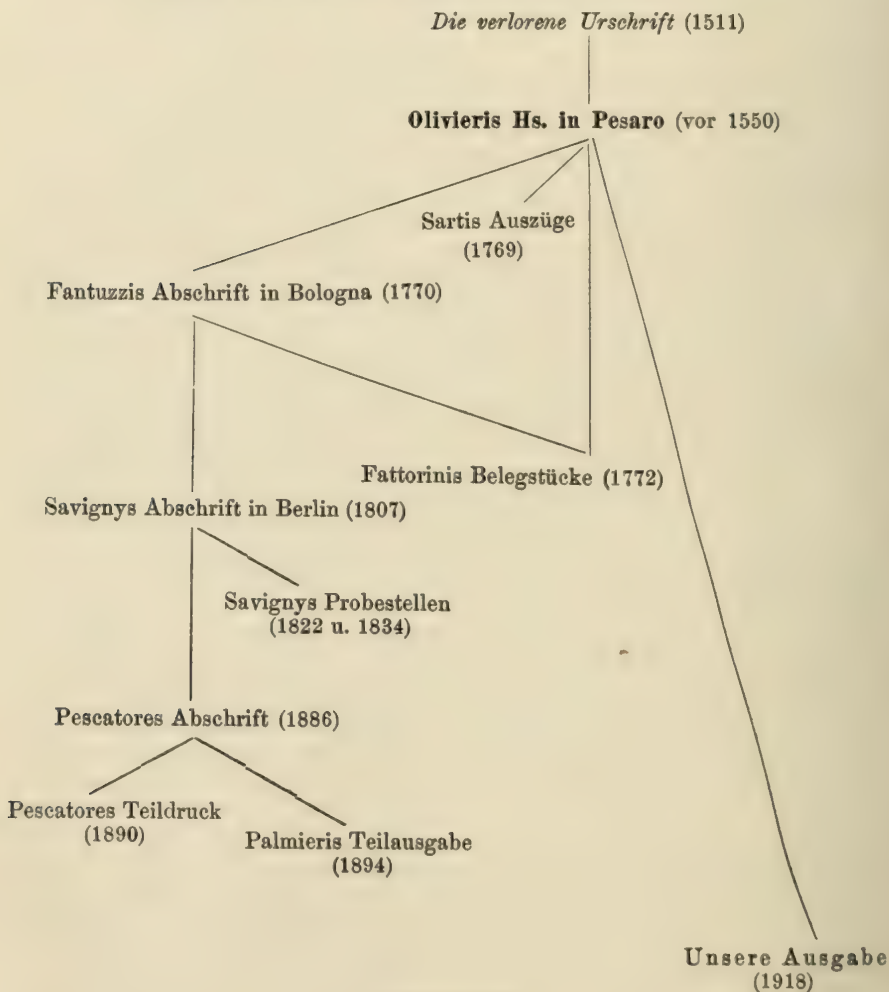 Die verlorene Urschrift (1511)
Olivieris Hs. in Pesaro (vor 1550)
Sartis Auszüge
(1769)
Fantuzzis Abschrift in Bologna (1770)
Fattorinis Belegstücke (1772)
Savignys Abschrift in Berlin (1807)
Savignys Probestellen
(1822 u. 1834)
Pescatores Abschrift (1886)
Pescatores Teildruck
(1890)
Palmieris Teilausgabe
(1894)
Unsere Ausgabe
(1918)